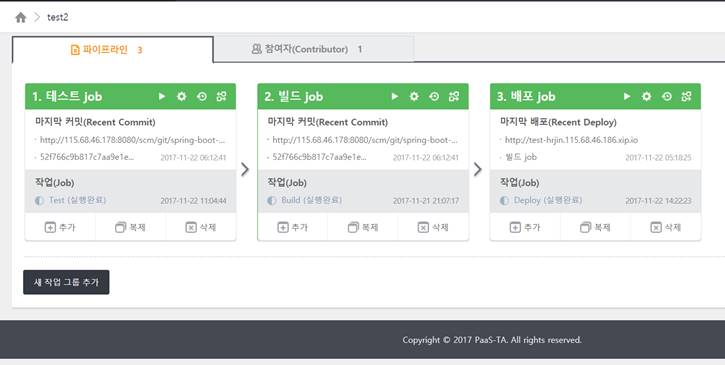 test2
파이프라인 3
참여자(Contributor) 1
1. 테스트 job
마지막 커밋(Recent Commit)
· http://115.68.46.178:8080/scm/git/spring-boot-...
· 52f766c9b817c7aa9e1e... 2017-11-22 06:12:41
작업(Job)
Test (실행완료) 2017-11-22 11:04:44
추가 복제 삭제
2. 빌드 job
마지막 커밋(Recent Commit)
· http://115.68.46.178:8080/scm/git/spring-boot-...
· 52f766c9b817c7aa9e1e... 2017-11-22 06:12:41
작업(Job)
Build (실행완료) 2017-11-21 21:07:17
추가 복제 삭제
3. 배포 job
마지막 배포(Recent Deploy)
· http://test-hrjin.115.68.46.186.xip.io
· 빌드 job 2017-11-22 05:18:25
작업(Job)
Deploy (실행완료) 2017-11-22 14:22:23
추가 복제 삭제
새 작업 그룹 추가
Copyright © 2017 PaaS-TA. All rights reserved.